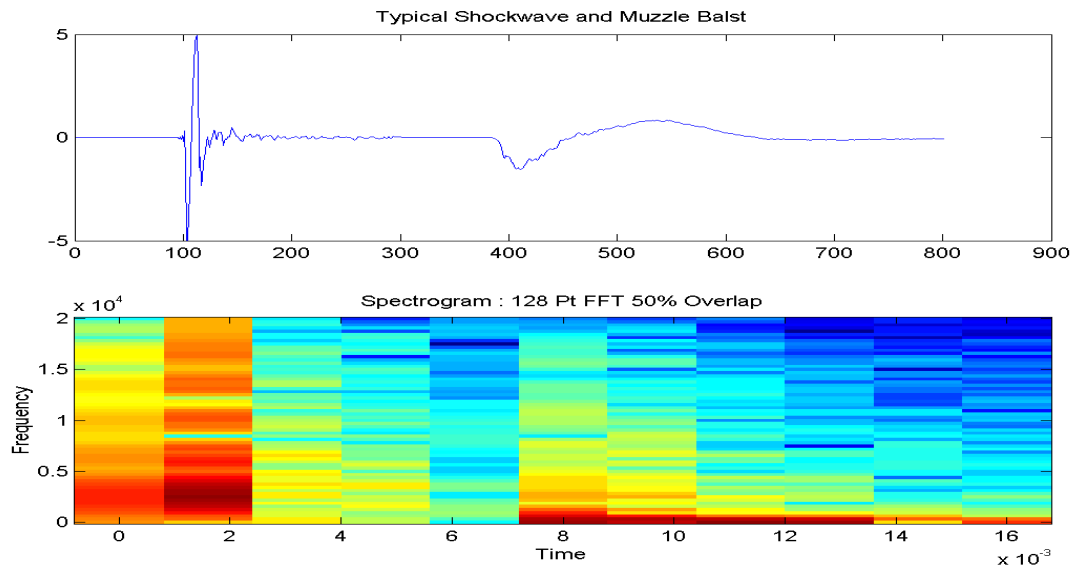 Typical Shockwave and Muzzle Balst
5
0
-5
0 100 200 300 400 500 600 700 800 900
x 10^4
Spectrogram : 128 Pt FFT 50% Overlap
2
1.5
1
0.5
0
Frequency
0 2 4 6 8 10 12 14 16
Time
x 10^-3